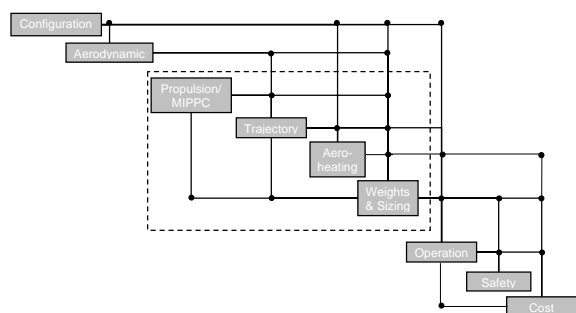 Configuration
Aerodynamic
Propulsion/
MIPPC
Trajectory
Aero-
heating
Weights
& Sizing
Operation
Safety
Cost